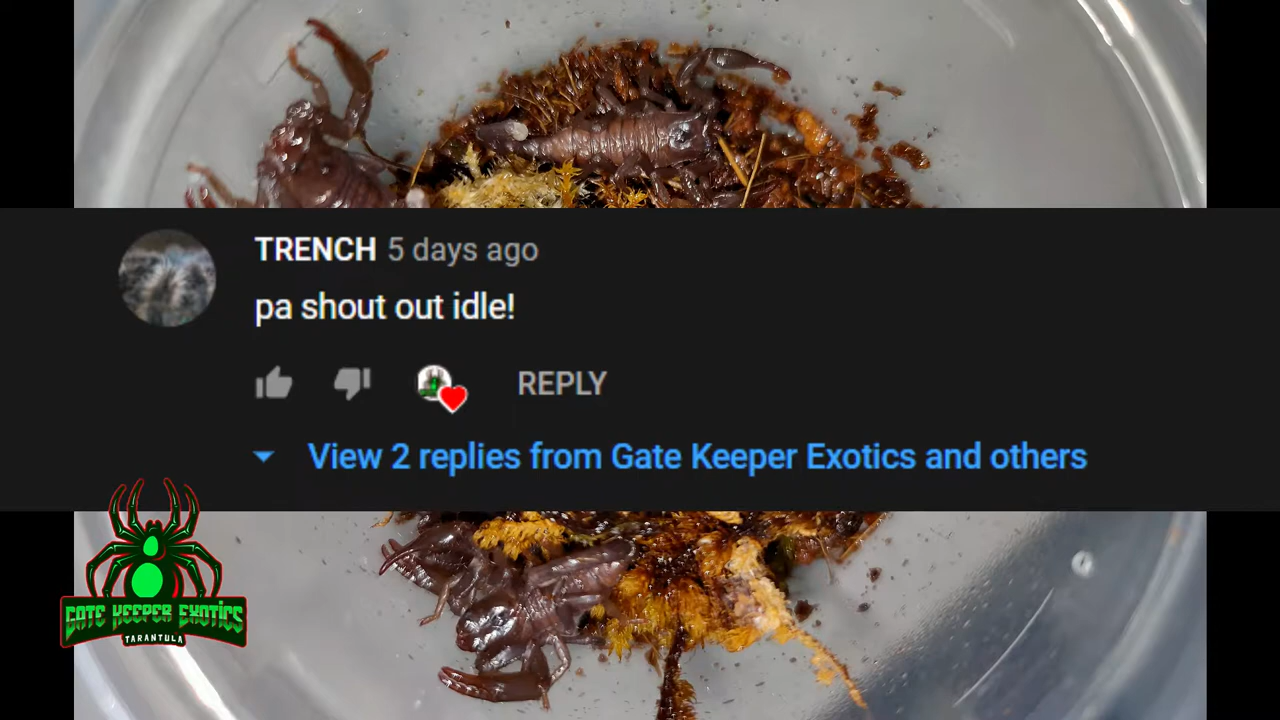 TRENCH 5 days ago
pa shout out idle!
REPLY
View 2 replies from Gate Keeper Exotics and others
GATE KEEPER EXOTICS
TARANTULA